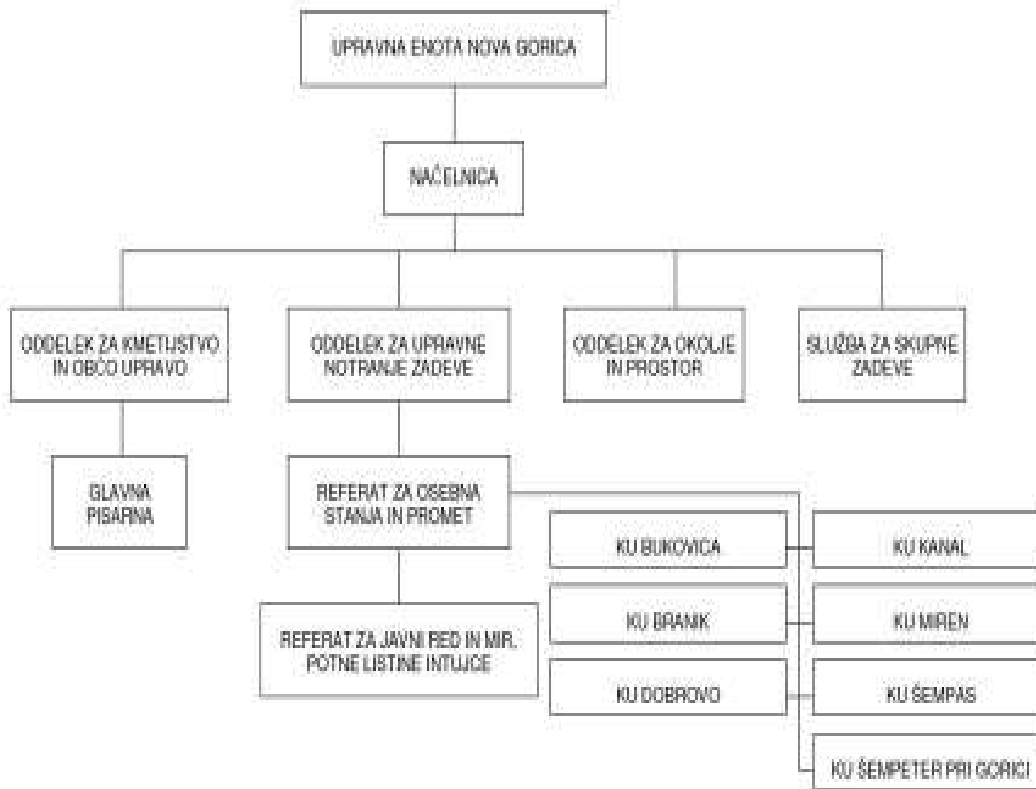 UPRAVNA ENOTA NOVA GORICA
NAČELNICA
ODDELEK ZA KMETIJSTVO
IN OBČO UPRAVO
ODDELEK ZA UPRAVNE
NOTRANJE ZADEVE
ODDELEK ZA OKOLJE
IN PROSTOR
SLUŽBA ZA SKUPNE
ZADEVE
GLAVNA
PISARNA
REFERAT ZA OSEBNA
STANJA IN PROMET
REFERAT ZA JAVNI RED IN MIR,
POTNE LISTINE INTUJCE
KU BUKOVICA
KU KANAL
KU BRANIK
KU MIREN
KU DOBROVO
KU ŠEMPAS
KU ŠEMPETER PRI GORICI